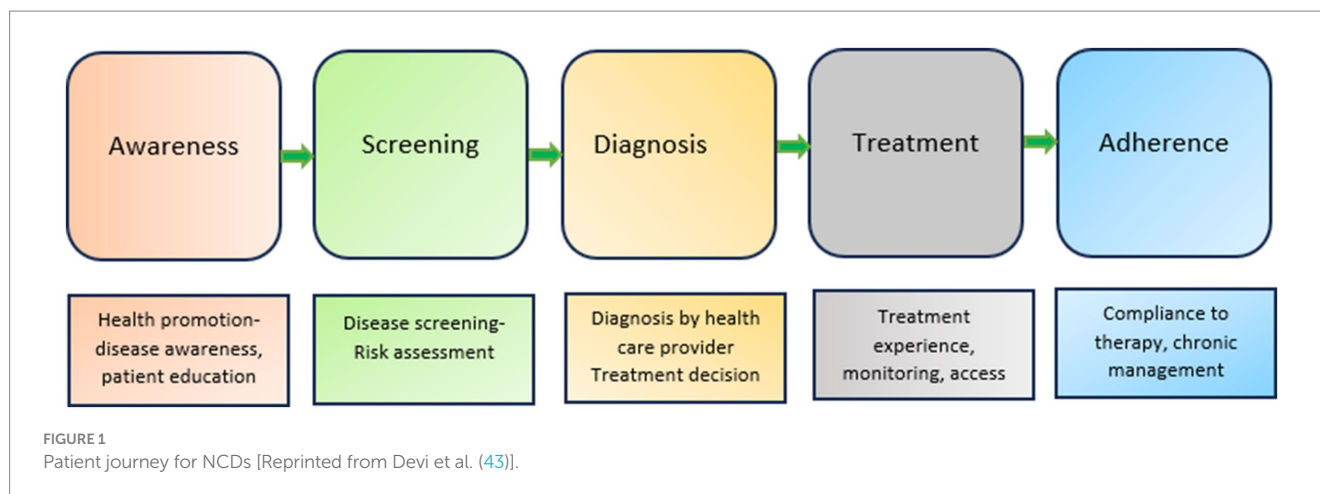 Awareness
Screening
Diagnosis
Treatment
Adherence
Health promotion-
disease awareness,
patient education
Disease screening-
Risk assessment
Diagnosis by health
care provider
Treatment decision
Treatment
experience,
monitoring, access
Compliance to
therapy, chronic
management
FIGURE 1
Patient journey for NCDs [Reprinted from Devi et al. (43)].